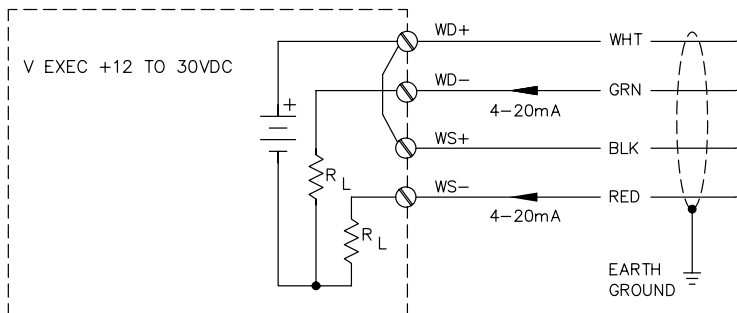 WD+
WHT
V EXEC +12 TO 30VDC
WD-
GRN
4-20mA
+
WS+
BLK
R L
WS-
RED
4-20mA
R L
EARTH
GROUND